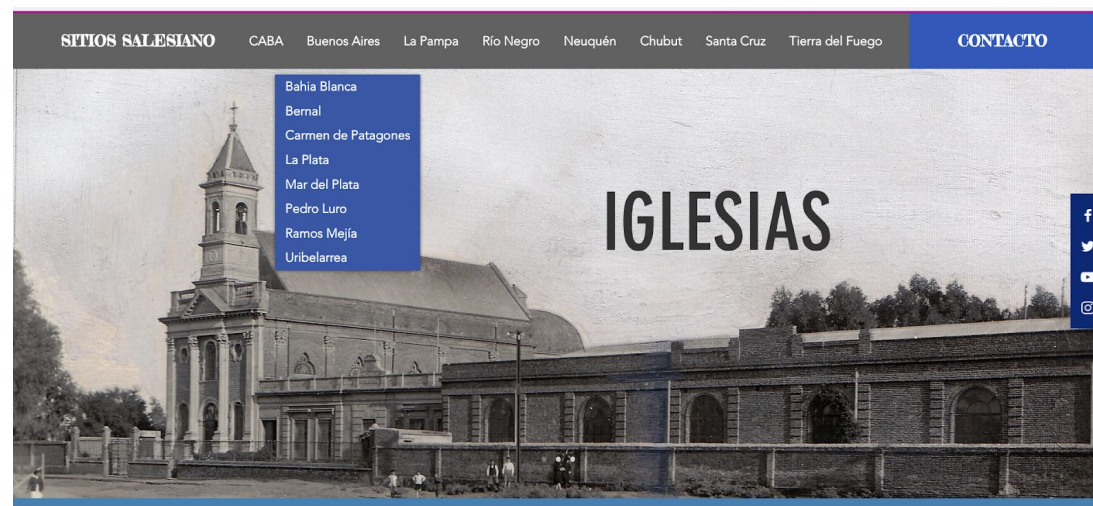 SITIOS SALESIANO CABA Buenos Aires La Pampa Río Negro Neuquén Chubut Santa Cruz Tierra del Fuego CONTACTO
Bahia Blanca
Bernal
Carmen de Patagones
La Plata
Mar del Plata
Pedro Luro
Ramos Mejía
Uribelarrea
IGLESIAS